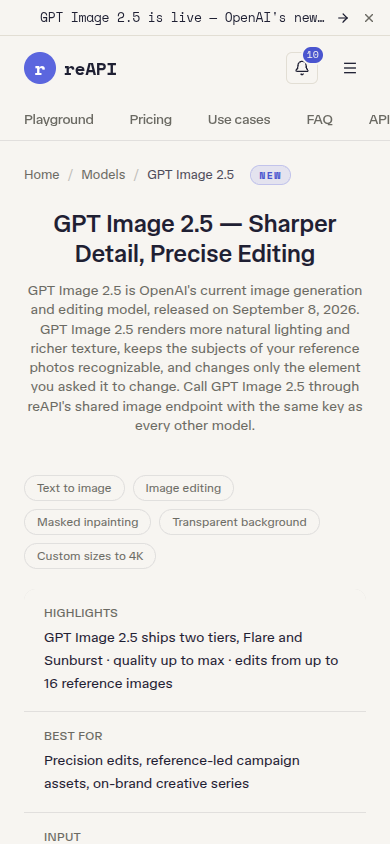 GPT Image 2.5 is live — OpenAI's new…
10
r reAPI
Playground Pricing Use cases FAQ API
Home / Models / GPT Image 2.5 NEW
GPT Image 2.5 — Sharper
Detail, Precise Editing
GPT Image 2.5 is OpenAI's current image generation
and editing model, released on September 8, 2026.
GPT Image 2.5 renders more natural lighting and
richer texture, keeps the subjects of your reference
photos recognizable, and changes only the element
you asked it to change. Call GPT Image 2.5 through
reAPI's shared image endpoint with the same key as
every other model.
Text to image Image editing
Masked inpainting Transparent background
Custom sizes to 4K
HIGHLIGHTS
GPT Image 2.5 ships two tiers, Flare and
Sunburst · quality up to max · edits from up to
16 reference images
BEST FOR
Precision edits, reference-led campaign
assets, on-brand creative series
INPUT